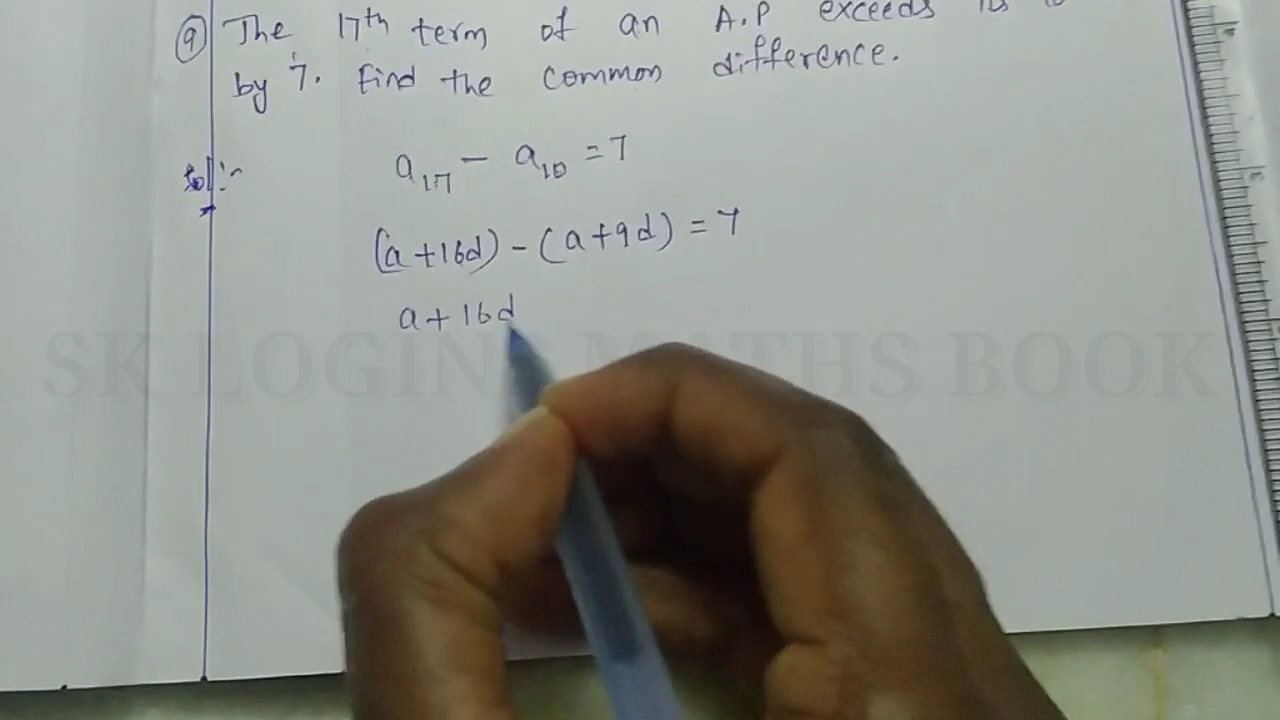 9 The 17th term of an A.P exceeds its
by 7. Find the common difference.
Sol:-
a17 - a10 = 7
(a+16d) - (a+9d) = 7
a+16d
SK LOGIN MATHS BOOK